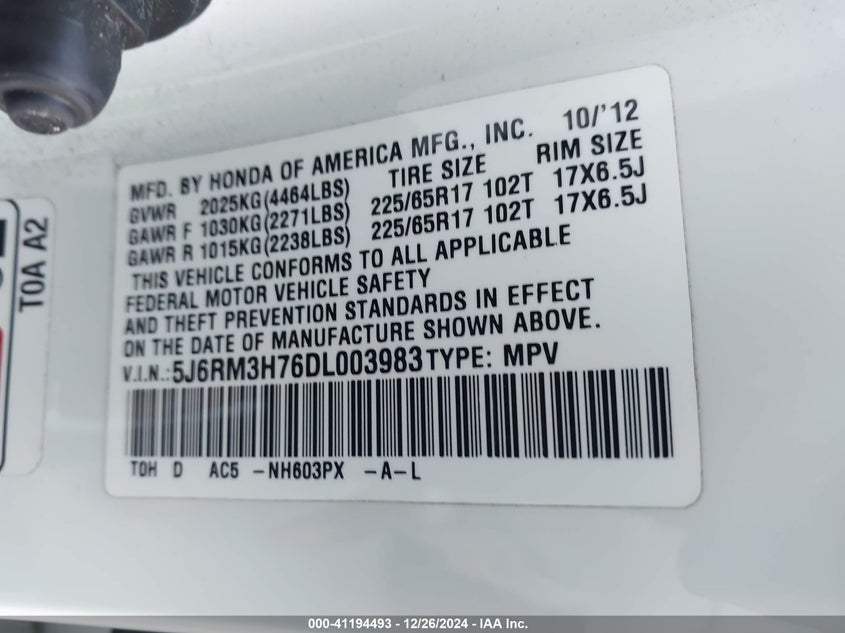 MFD. BY HONDA OF AMERICA MFG., INC. 10/'12
GVWR 2025KG(4464LBS) TIRE SIZE RIM SIZE
GAWR F 1030KG(2271LBS) 225/65R17 102T 17X6.5J
GAWR R 1015KG(2238LBS) 225/65R17 102T 17X6.5J
THIS VEHICLE CONFORMS TO ALL APPLICABLE
FEDERAL MOTOR VEHICLE SAFETY
AND THEFT PREVENTION STANDARDS IN EFFECT
ON THE DATE OF MANUFACTURE SHOWN ABOVE.
V.I.N.:5J6RM3H76DL003983 TYPE: MPV
TOH D AC5 -NH603PX -A-L
TOA A2
000-41194493 - 12/26/2024 - IAA Inc.